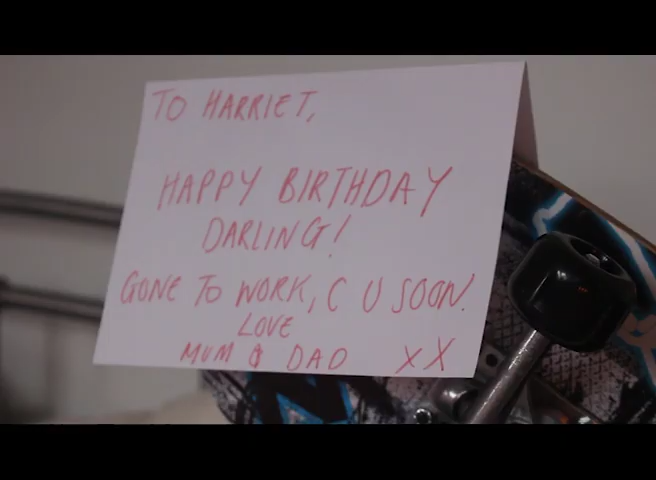 TO HARRIET,
HAPPY BIRTHDAY
DARLING!
GONE TO WORK, C U SOON.
LOVE
MUM & DAD XX